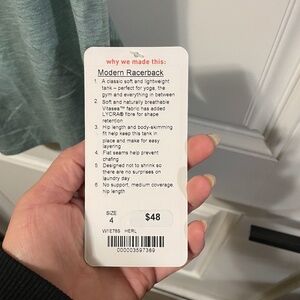 why we made this:
Modern Racerback
1. A classic soft and lightweight
tank – perfect for yoga, the
gym and everything in between
2. Soft and naturally breathable
Vitasea™ fabric has added
LYCRA® fibre for shape
retention
3. Hip length and body-skimming
fit help keep this tank in
place and make for easy
layering
4. Flat seams help prevent
chafing
5. Designed not to shrink so
there are no surprises on
laundry day
6. No support, medium coverage,
hip length
SIZE
4
$48
W1E76S HERL
000003597369